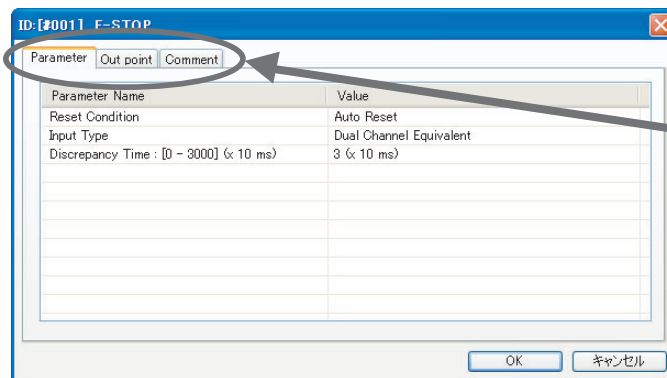 ID:[#001] E-STOP
Parameter Out point Comment
Parameter Name Value
Reset Condition Auto Reset
Input Type Dual Channel Equivalent
Discrepancy Time : [0 - 3000] (x 10 ms) 3 (x 10 ms)
OK キャンセル